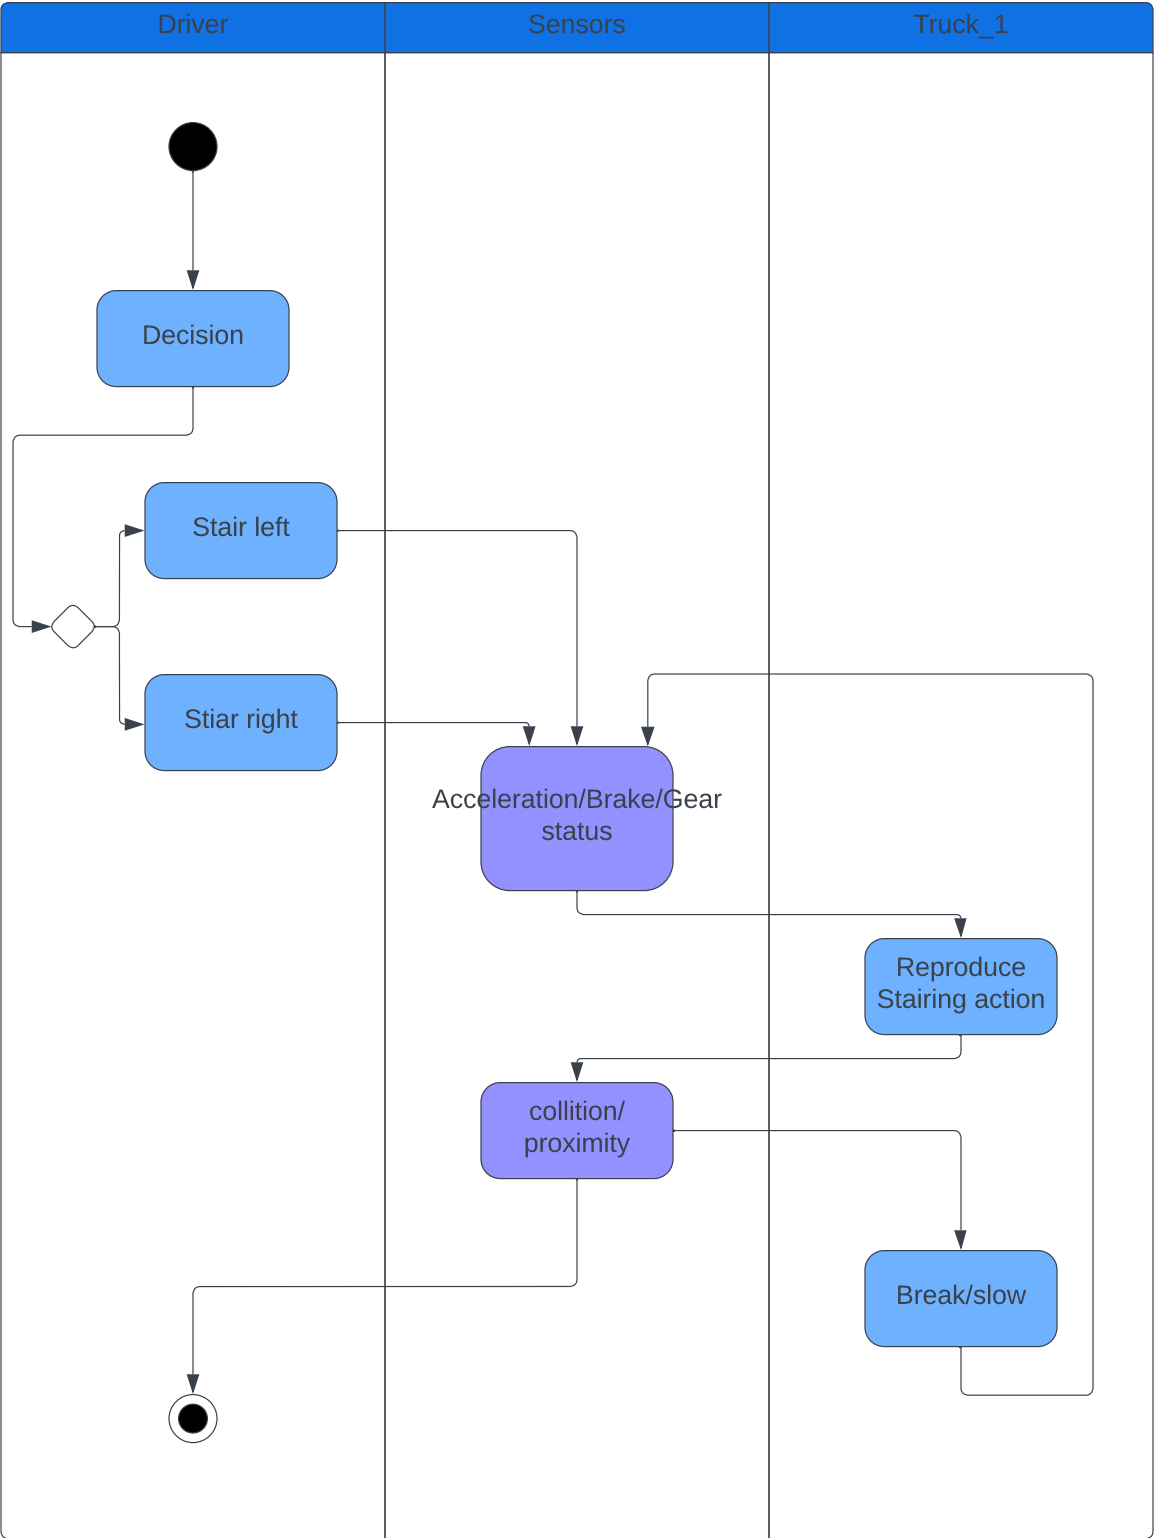 Driver
Sensors
Truck_1
Decision
Stair left
Stiar right
Acceleration/Brake/Gear
status
Reproduce
Stairing action
collition/
proximity
Break/slow